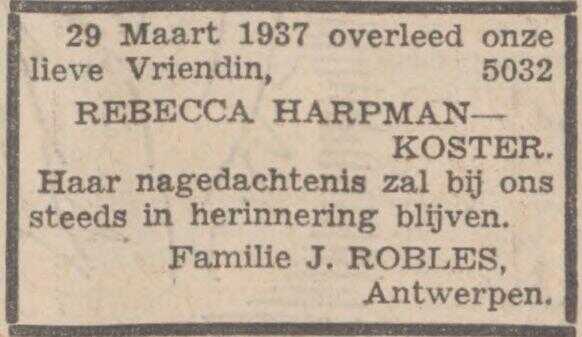 29 Maart 1937 overleed onze
lieve Vriendin, 5032
REBECCA HARPMAN—
KOSTER.
Haar nagedachtenis zal bij ons
steeds in herinnering blijven.
Familie J. ROBLES,
Antwerpen.